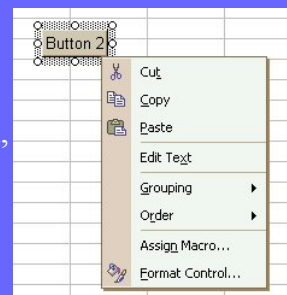 Button 2
Cut
Copy
Paste
Edit Text
Grouping
Order
Assign Macro...
Format Control...
,